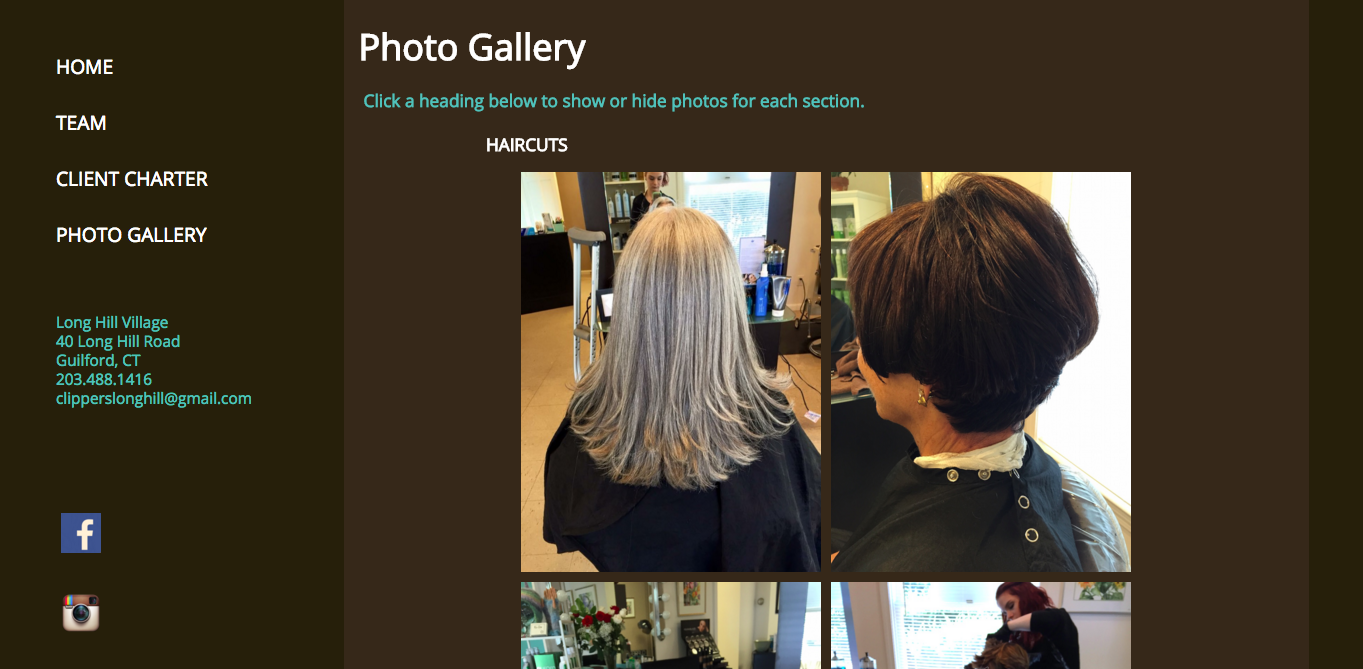 HOME
TEAM
CLIENT CHARTER
PHOTO GALLERY
Long Hill Village
40 Long Hill Road
Guilford, CT
203.488.1416
clipperslonghill@gmail.com
f
Photo Gallery
Click a heading below to show or hide photos for each section.
HAIRCUTS